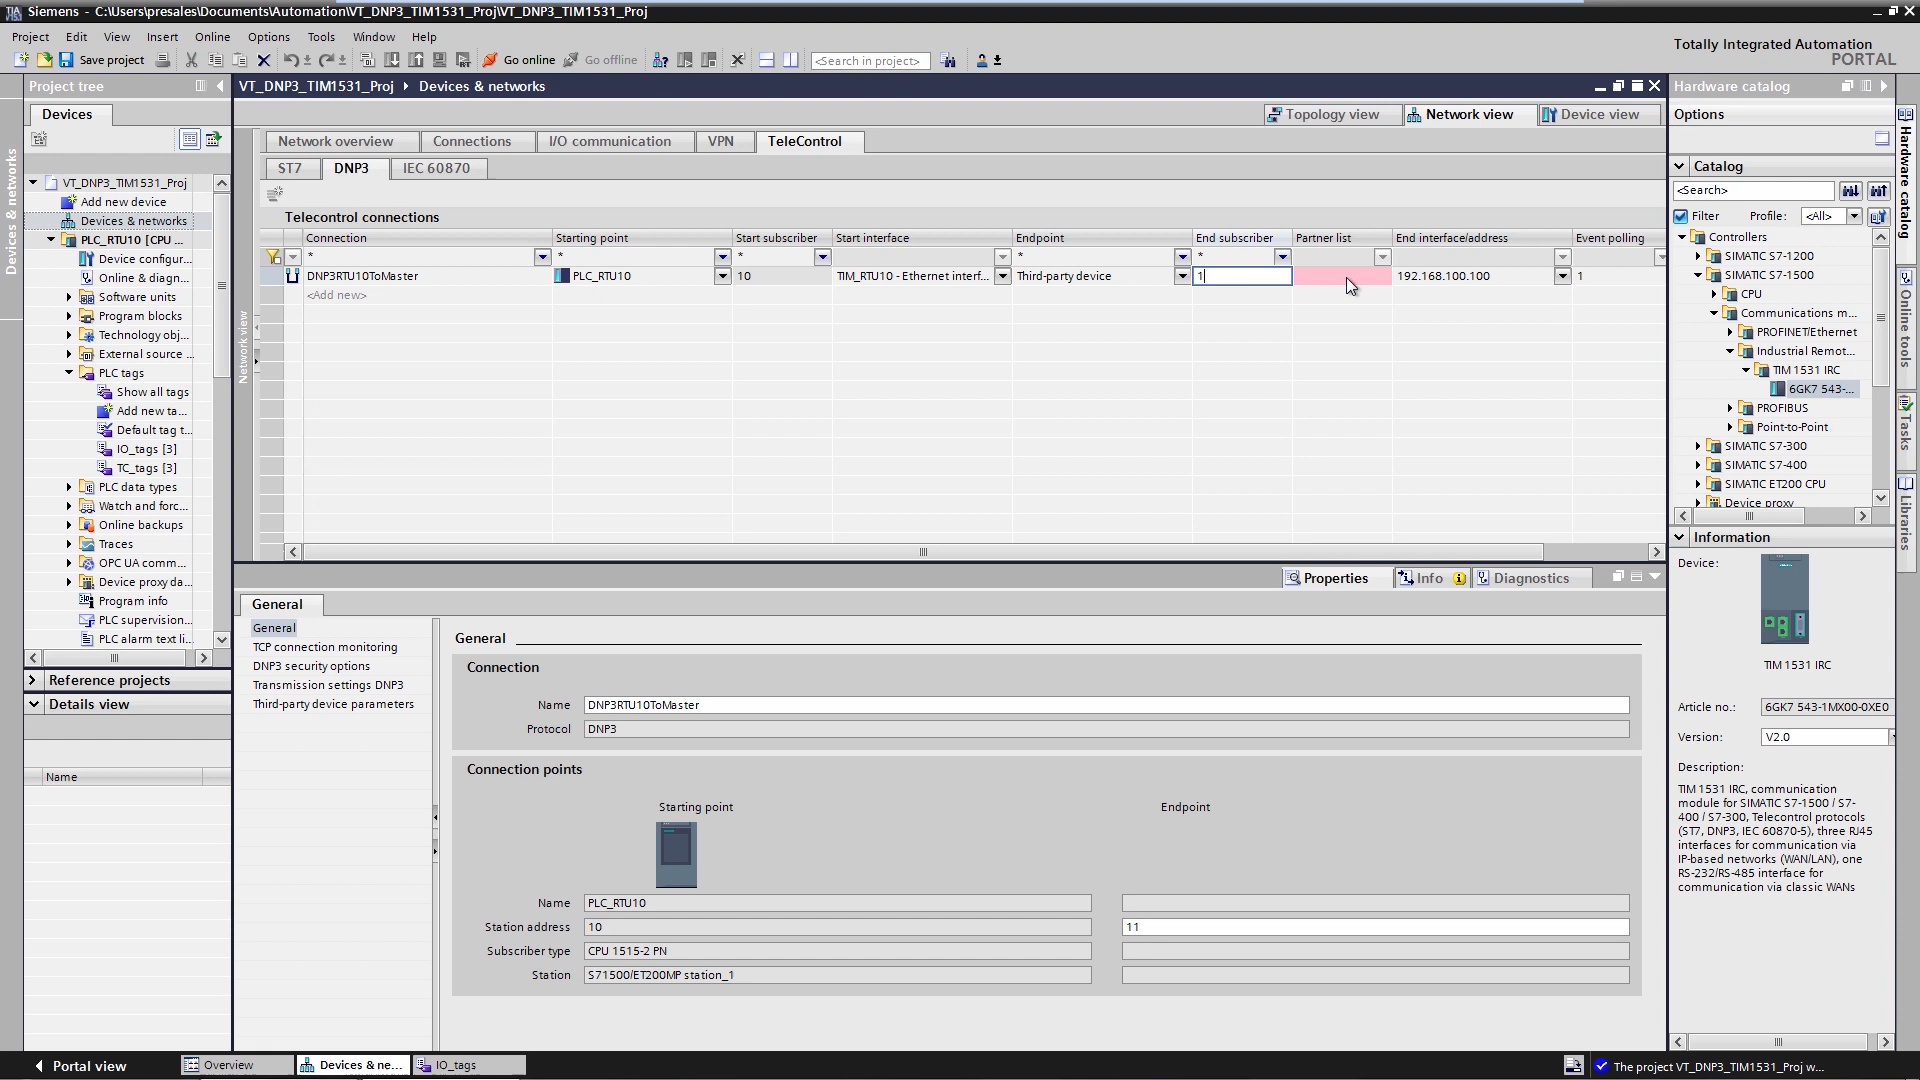 Siemens - C:\Users\presales\Documents\Automation\VT_DNP3_TIM1531_Proj\VT_DNP3_TIM1531_Proj
Project Edit View Insert Online Options Tools Window Help
Totally Integrated Automation
PORTAL
Save project
Go online
Go offline
<Search in project>
Project tree
VT_DNP3_TIM1531_Proj
Devices & networks
Hardware catalog
Devices
Topology view
Network view
Device view
Options
Network overview
Connections
I/O communication
VPN
TeleControl
ST7
DNP3
IEC 60870
Telecontrol connections
Connection
Starting point
Start subscriber
Start interface
Endpoint
End subscriber
Partner list
End interface/address
Event polling
* * * * *
DNP3RTU10ToMaster
PLC_RTU10
10
TIM_RTU10 - Ethernet interf...
Third-party device
1
192.168.100.100
1
<Add new>
Devices & networks
Network view
VT_DNP3_TIM1531_Proj
Add new device
Devices & networks
PLC_RTU10 [CPU ...
Device configur...
Online & diagn...
Software units
Program blocks
Technology obj...
External source ...
PLC tags
Show all tags
Add new ta...
Default tag t...
IO_tags [3]
TC_tags [3]
PLC data types
Watch and forc...
Online backups
Traces
OPC UA comm...
Device proxy da...
Program info
PLC supervision...
PLC alarm text li...
Reference projects
Details view
Name
Catalog
<Search>
Filter
Profile:
<All>
Controllers
SIMATIC S7-1200
SIMATIC S7-1500
CPU
Communications m...
PROFINET/Ethernet
Industrial Remot...
TIM 1531 IRC
6GK7 543-...
PROFIBUS
Point-to-Point
SIMATIC S7-300
SIMATIC S7-400
SIMATIC ET200 CPU
Device proxy
Information
Device:
TIM 1531 IRC
Article no.:
6GK7 543-1MX00-0XE0
Version:
V2.0
Description:
TIM 1531 IRC, communication
module for SIMATIC S7-1500 / S7-
400 / S7-300, Telecontrol protocols
(ST7, DNP3, IEC 60870-5), three RJ45
interfaces for communication via
IP-based networks (WAN/LAN), one
RS-232/RS-485 interface for
communication via classic WANs
Hardware catalog
Online tools
Tasks
Libraries
Properties
Info
Diagnostics
General
General
TCP connection monitoring
DNP3 security options
Transmission settings DNP3
Third-party device parameters
General
Connection
Name
DNP3RTU10ToMaster
Protocol
DNP3
Connection points
Starting point
Endpoint
Name
PLC_RTU10
Station address
10
11
Subscriber type
CPU 1515-2 PN
Station
S71500/ET200MP station_1
Portal view
Overview
Devices & ne...
IO_tags
The project VT_DNP3_TIM1531_Proj w...